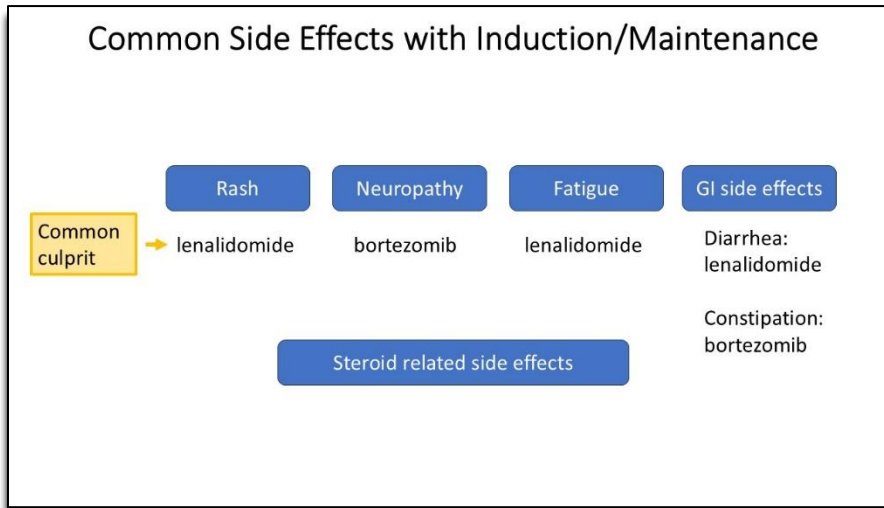 Common Side Effects with Induction/Maintenance
Rash
Neuropathy
Fatigue
GI side effects
Common
culprit
lenalidomide
bortezomib
lenalidomide
Diarrhea:
lenalidomide
Constipation:
bortezomib
Steroid related side effects